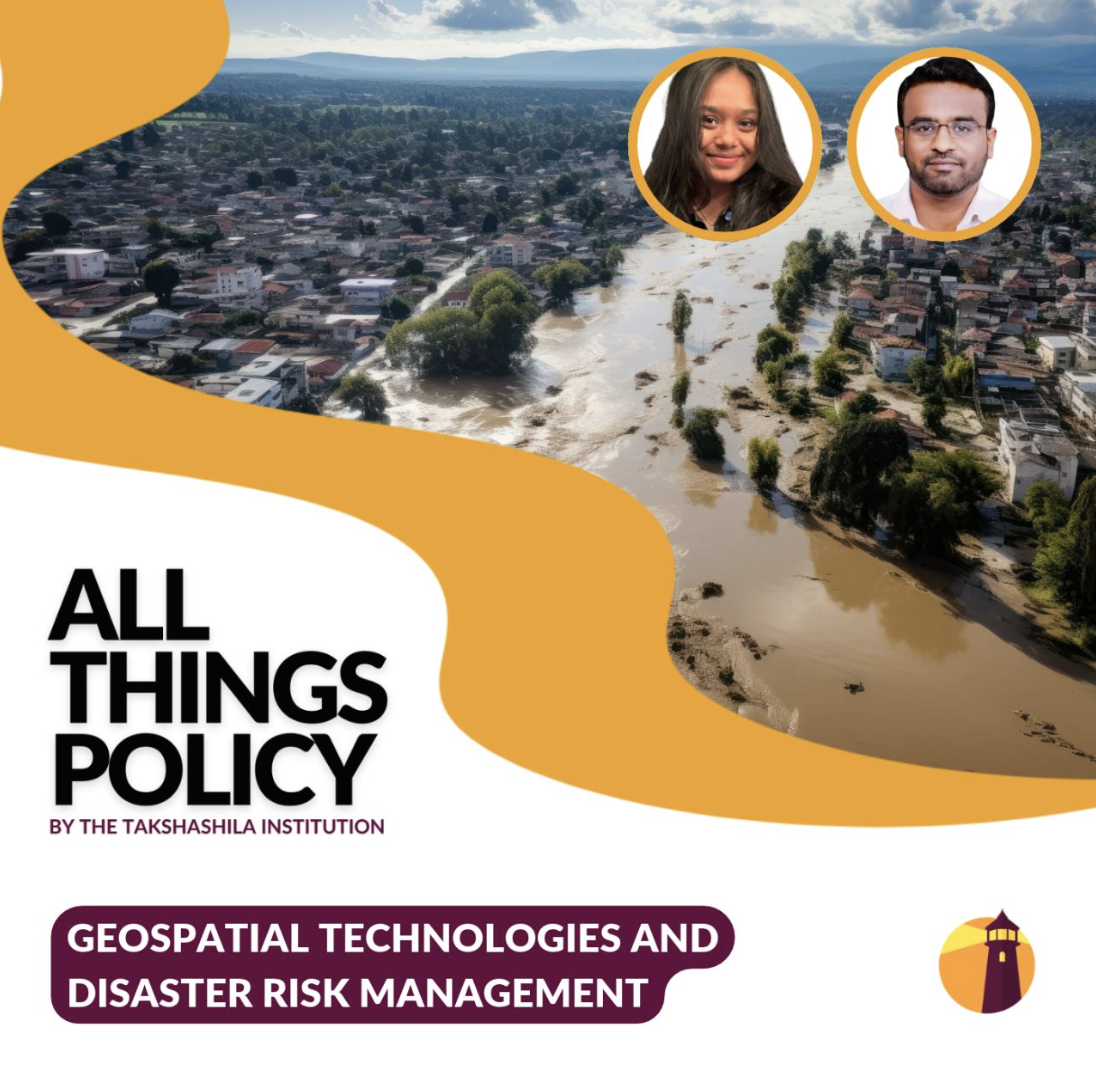 ALL
THINGS
POLICY
BY THE TAKSHASHILA INSTITUTION
GEOSPATIAL TECHNOLOGIES AND
DISASTER RISK MANAGEMENT